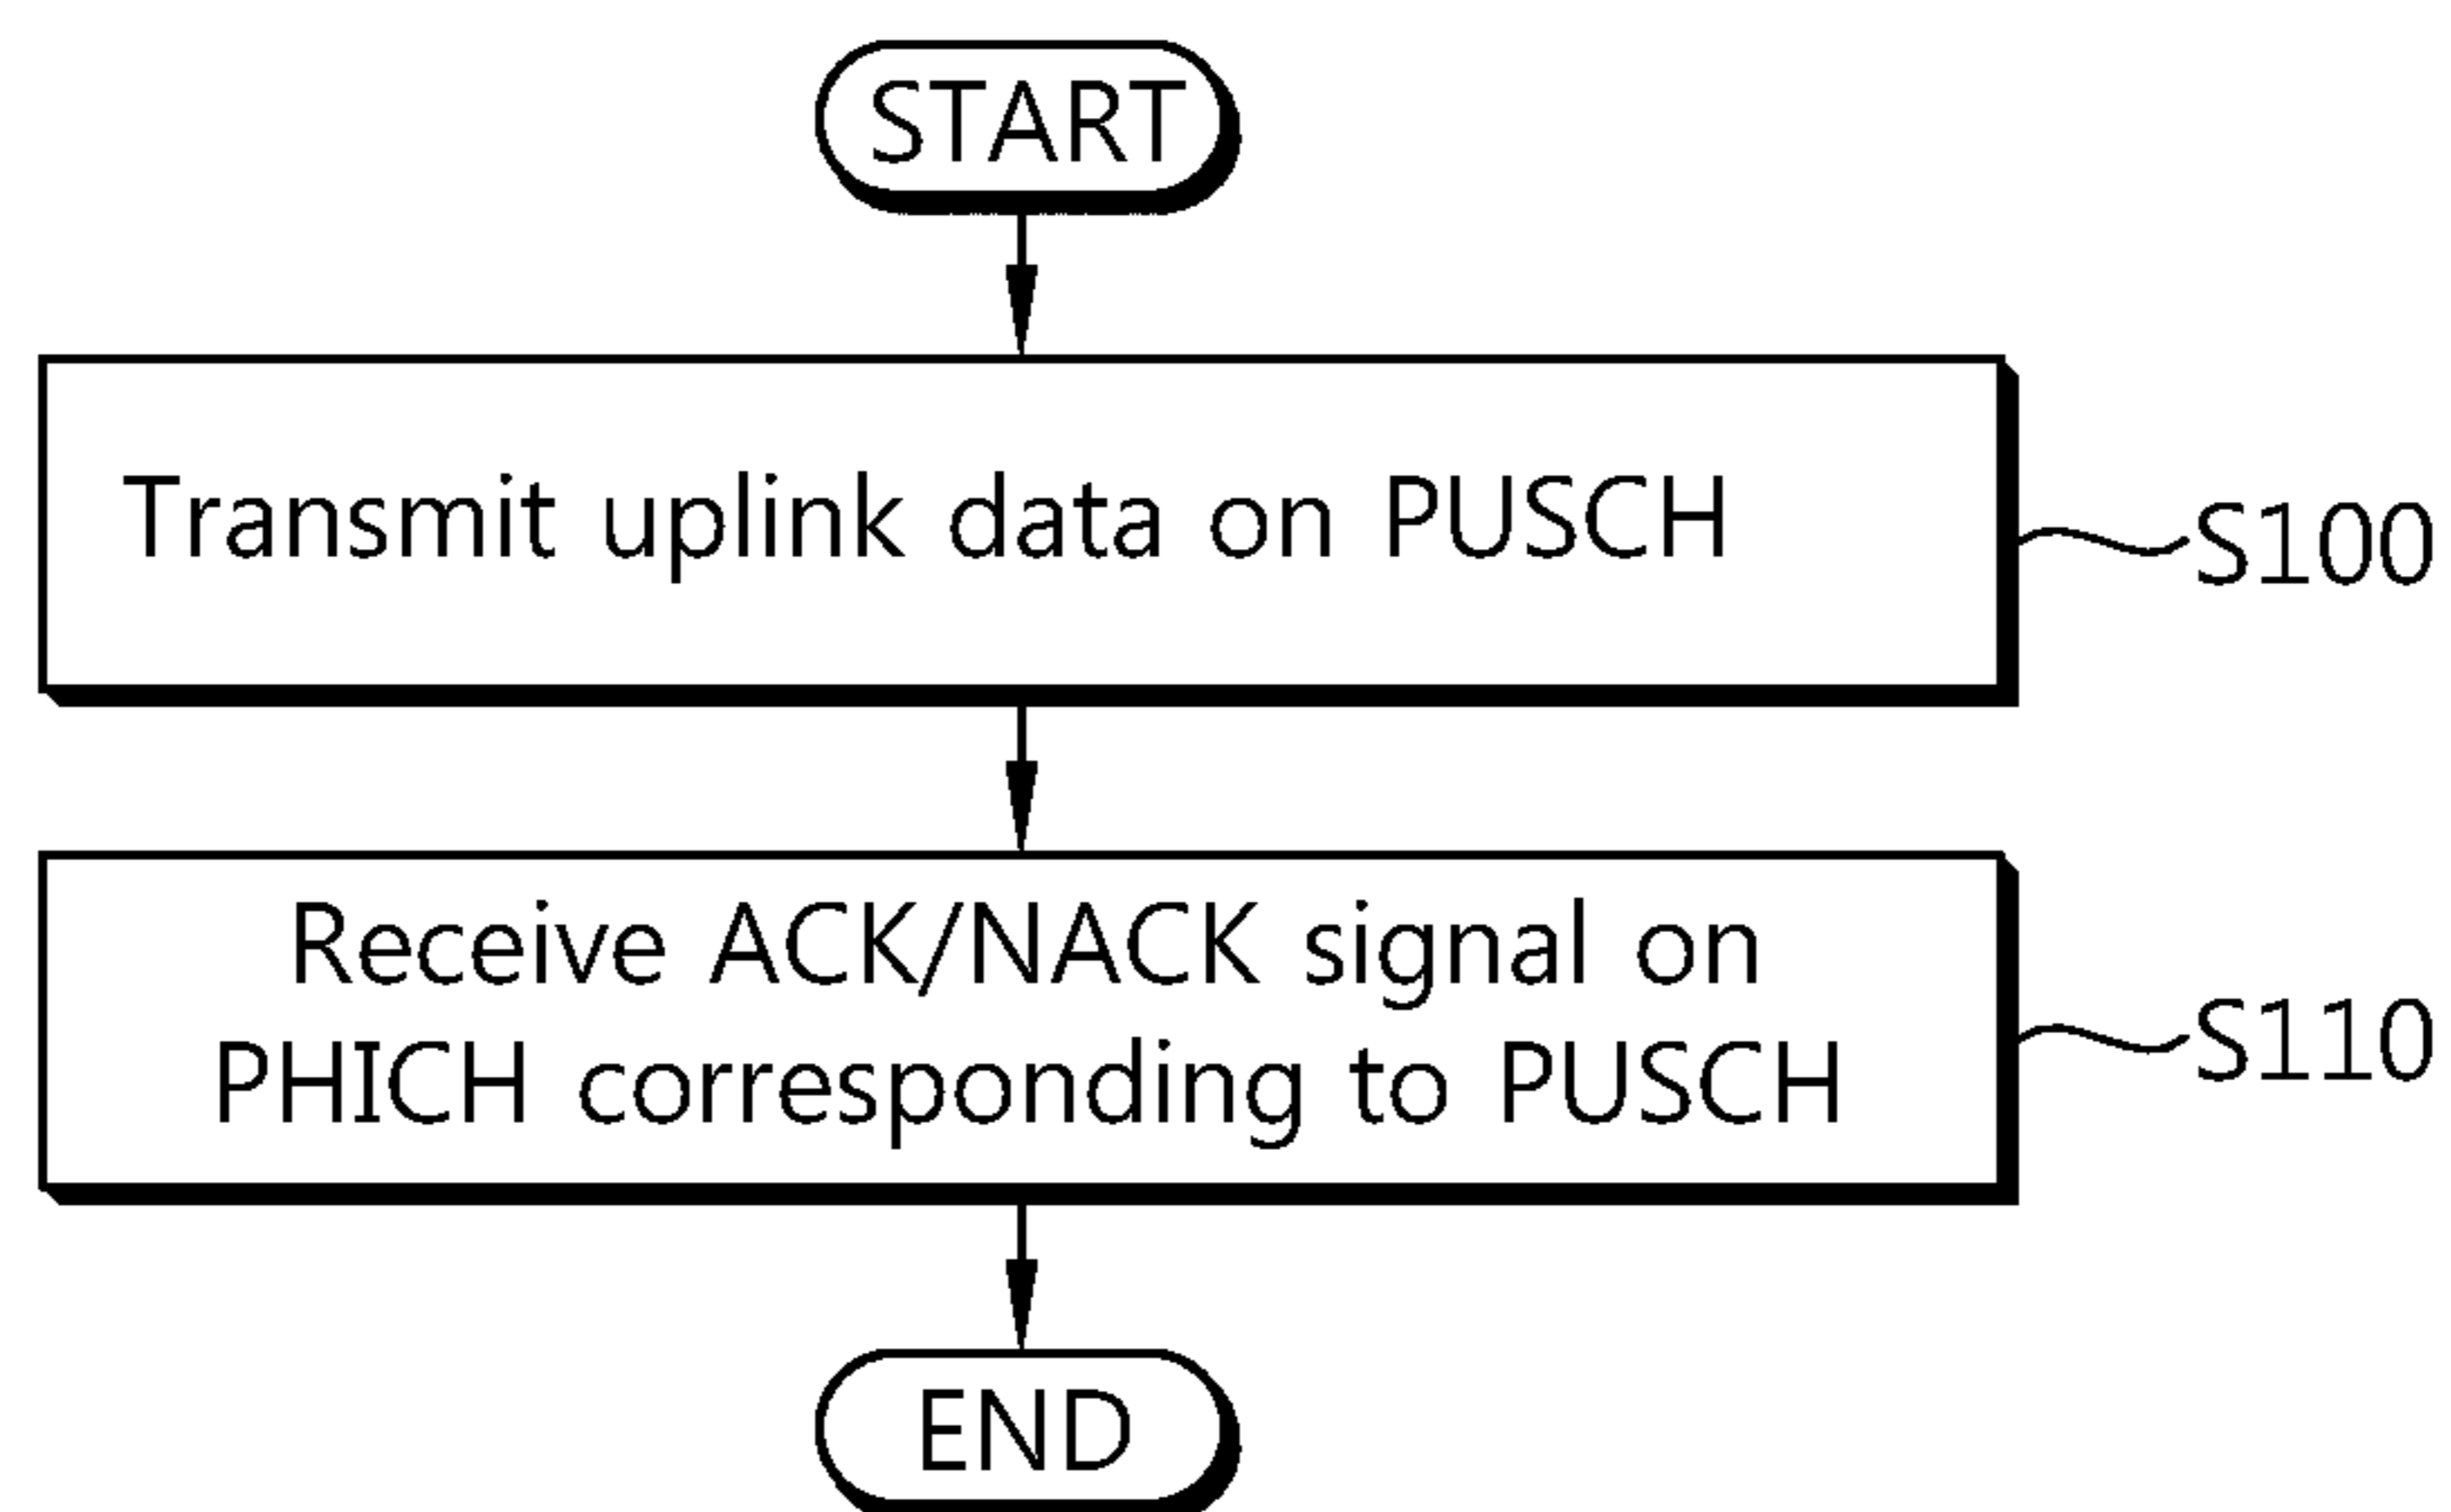 START
Transmit uplink data on PUSCH
S100
Receive ACK/NACK signal on
PHICH corresponding to PUSCH
S110
END